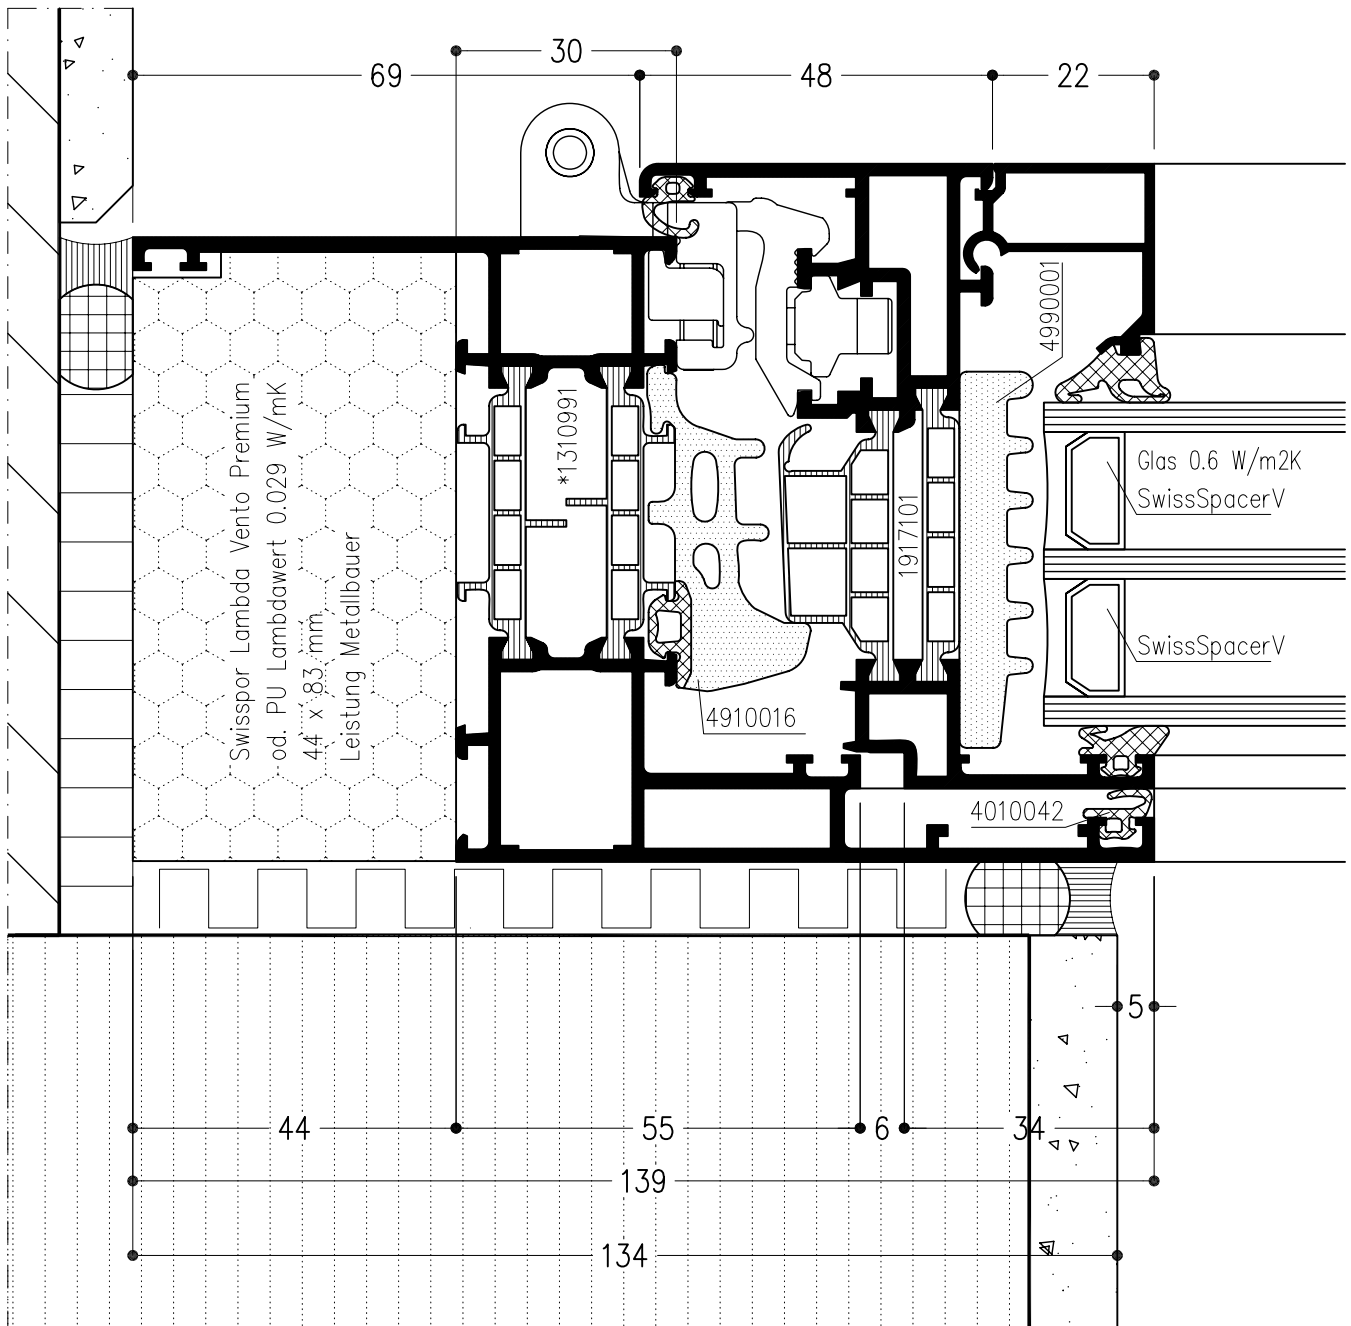 30
69
48
22
4990001
Swisspor Lambda Vento Premium
od. PU Lambdawert 0.029 W/mK
44 x 83 mm
Leistung Metallbauer
*1310991
1917101
Glas 0.6 W/m2K
SwissSpacerV
SwissSpacerV
4910016
4010042
5
44
55
6
34
139
134